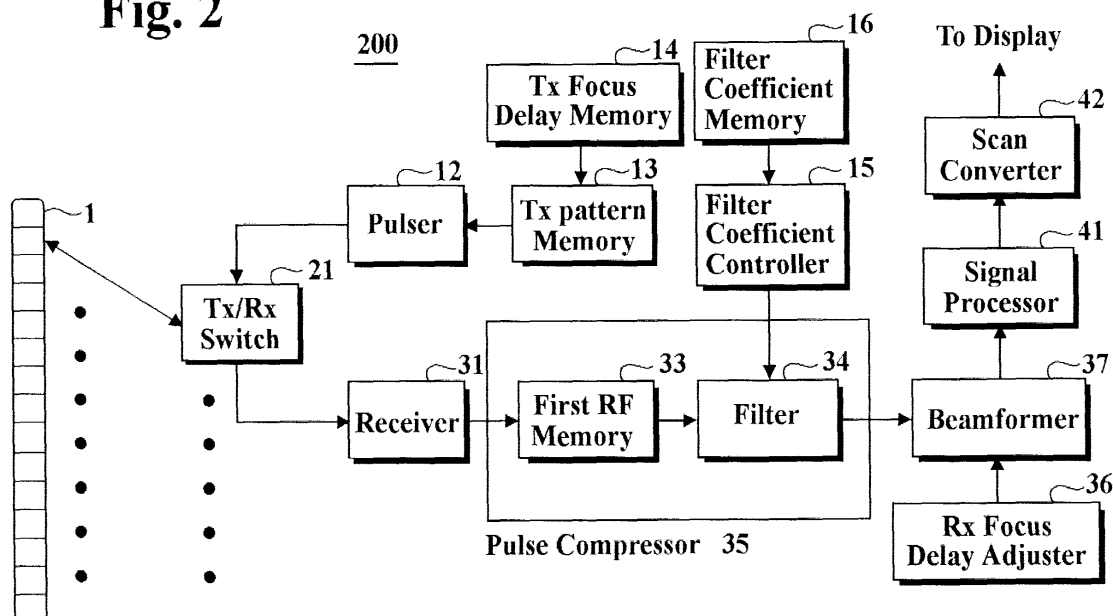 Fig. 2
200
14
Tx Focus
Delay Memory
16
Filter
Coefficient
Memory
To Display
42
Scan
Converter
12
Pulser
13
Tx pattern
Memory
15
Filter
Coefficient
Controller
1
41
Signal
Processor
21
Tx/Rx
Switch
31
Receiver
33
First RF
Memory
34
Filter
37
Beamformer
36
Rx Focus
Delay Adjuster
Pulse Compressor 35